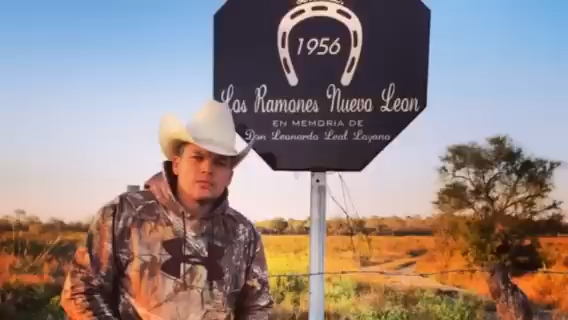 1956
Los Ramones Nuevo Leon
EN MEMORIA DE
Don Leonardo Leal Lozano